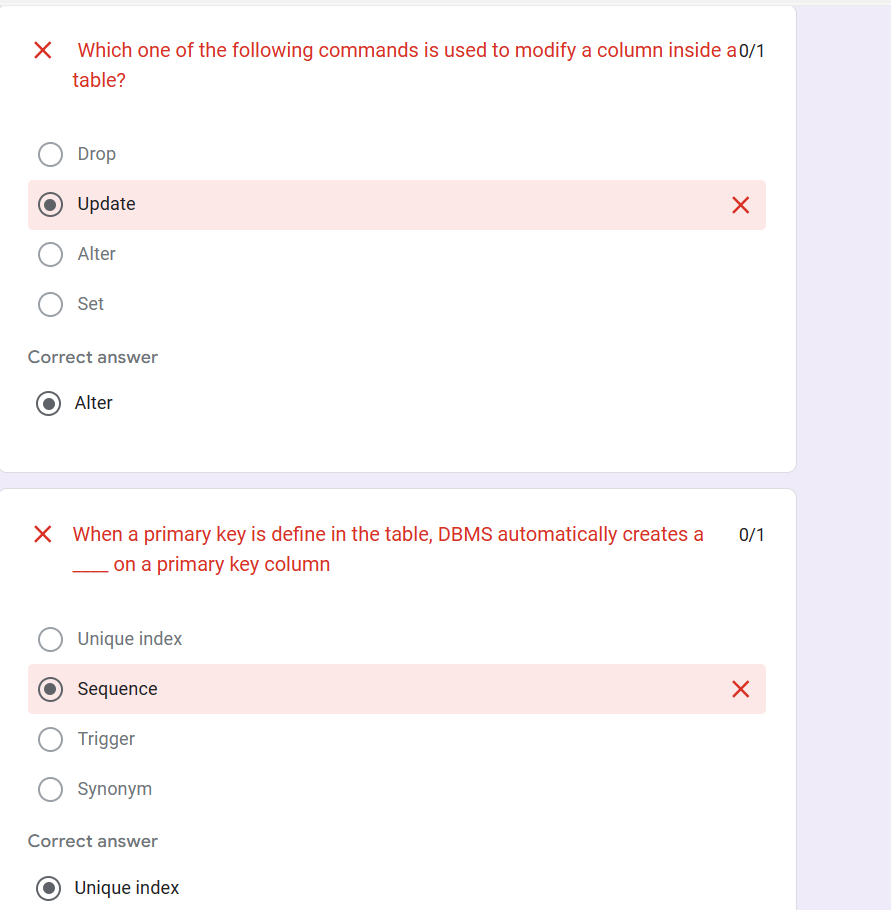 Which one of the following commands is used to modify a column inside a 0/1
table?
Drop
Update
Alter
Set
Correct answer
Alter
When a primary key is define in the table, DBMS automatically creates a 0/1
____ on a primary key column
Unique index
Sequence
Trigger
Synonym
Correct answer
Unique index